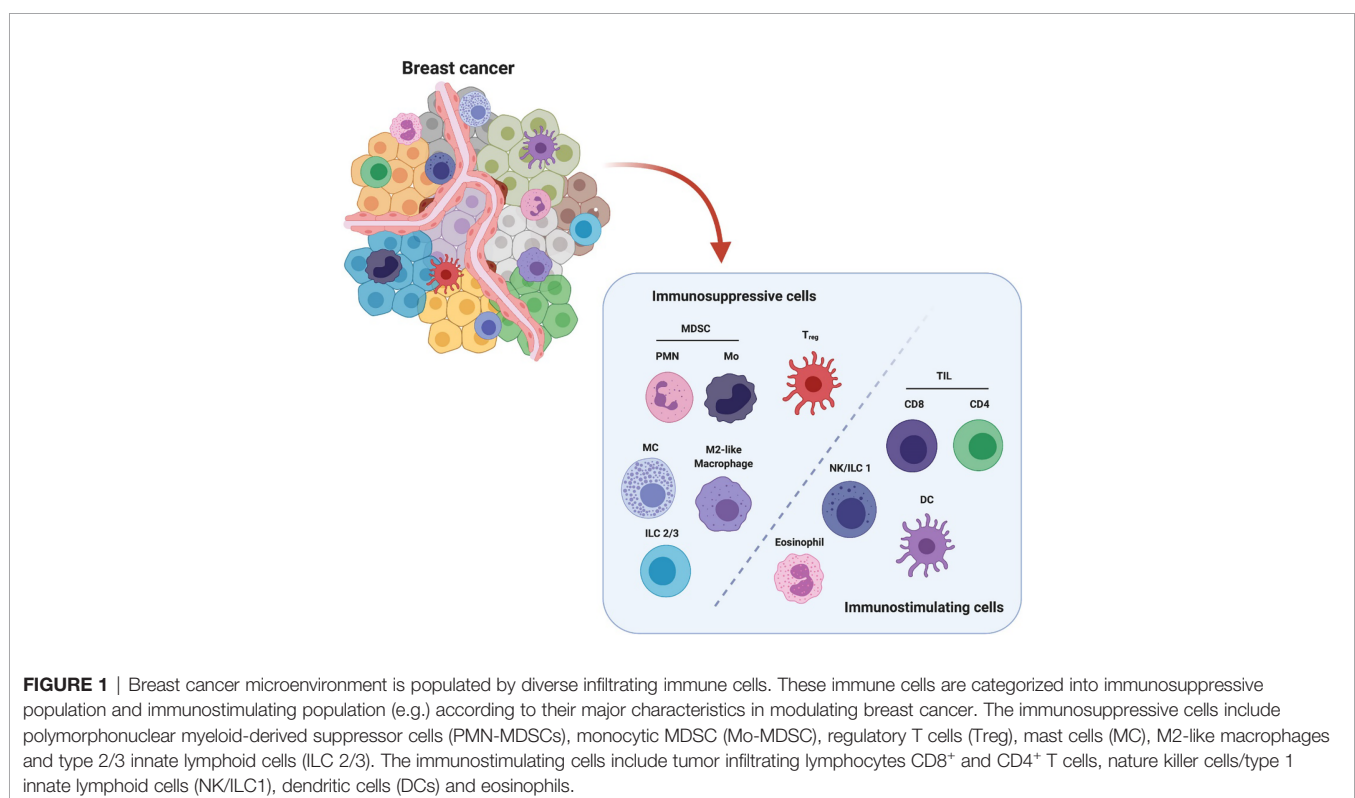 Breast cancer
Immunosuppressive cells
MDSC
PMN Mo
Treg
TIL
CD8 CD4
MC
M2-like
Macrophage
NK/ILC 1
DC
ILC 2/3
Eosinophil
Immunostimulating cells
FIGURE 1 | Breast cancer microenvironment is populated by diverse infiltrating immune cells. These immune cells are categorized into immunosuppressive
population and immunostimulating population (e.g.) according to their major characteristics in modulating breast cancer. The immunosuppressive cells include
polymorphonuclear myeloid-derived suppressor cells (PMN-MDSCs), monocytic MDSC (Mo-MDSC), regulatory T cells (Treg), mast cells (MC), M2-like macrophages
and type 2/3 innate lymphoid cells (ILC 2/3). The immunostimulating cells include tumor infiltrating lymphocytes CD8⁺ and CD4⁺ T cells, nature killer cells/type 1
innate lymphoid cells (NK/ILC1), dendritic cells (DCs) and eosinophils.